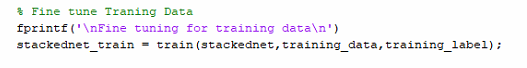 % Fine tune Traning Data
fprintf('\nFine tuning for training data\n')
stackednet_train = train(stackednet,training_data,training_label);